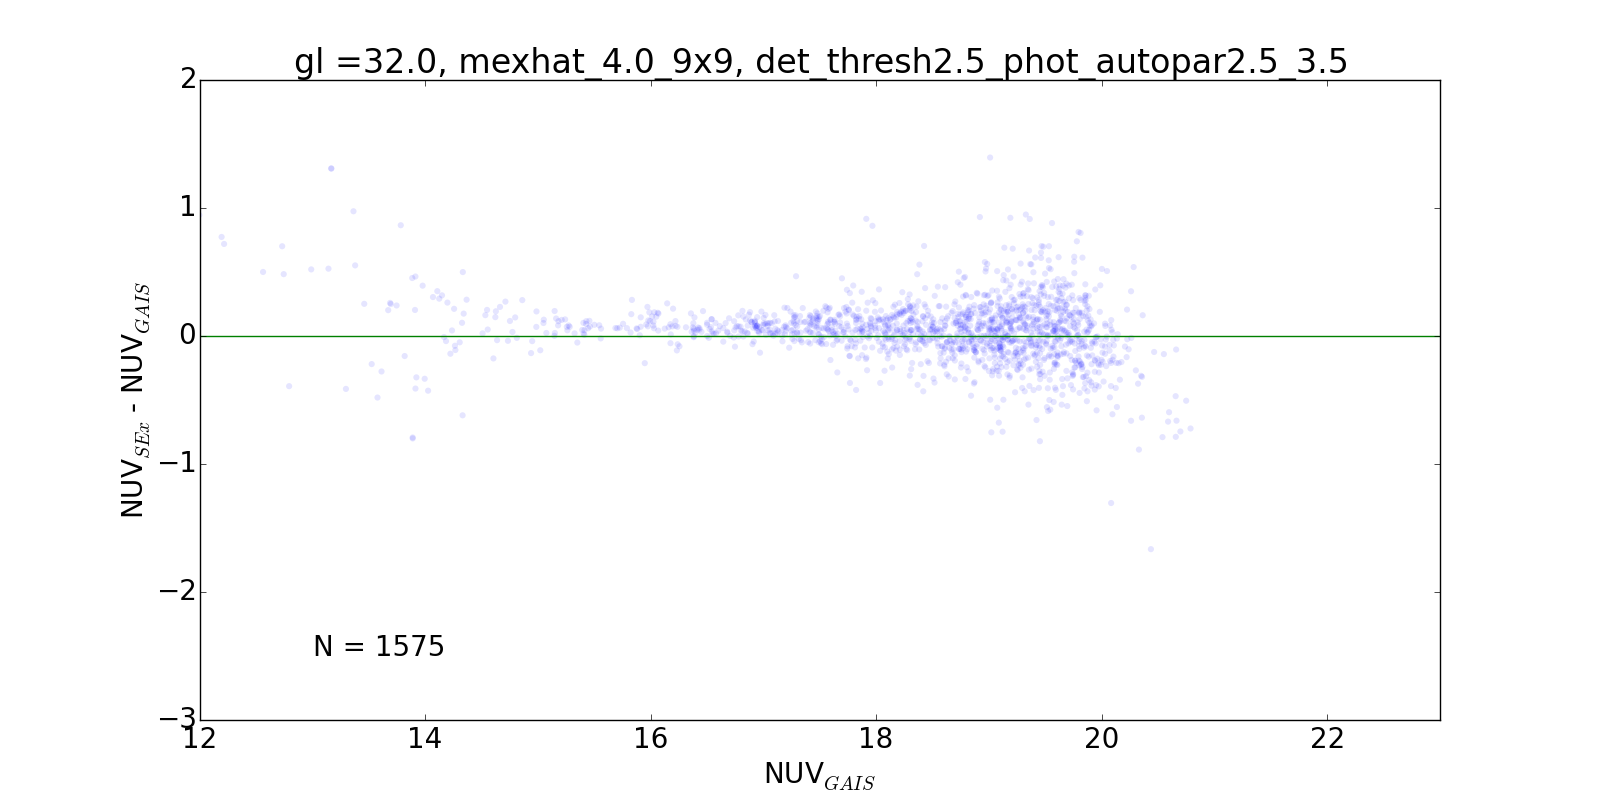 gl =32.0, mexhat_4.0_9x9, det_thresh2.5_phot_autopar2.5_3.5
2
1
0
−1
−2
−3
NUV_SEx - NUV_GAIS
N = 1575
12 14 16 18 20 22
NUV_GAIS